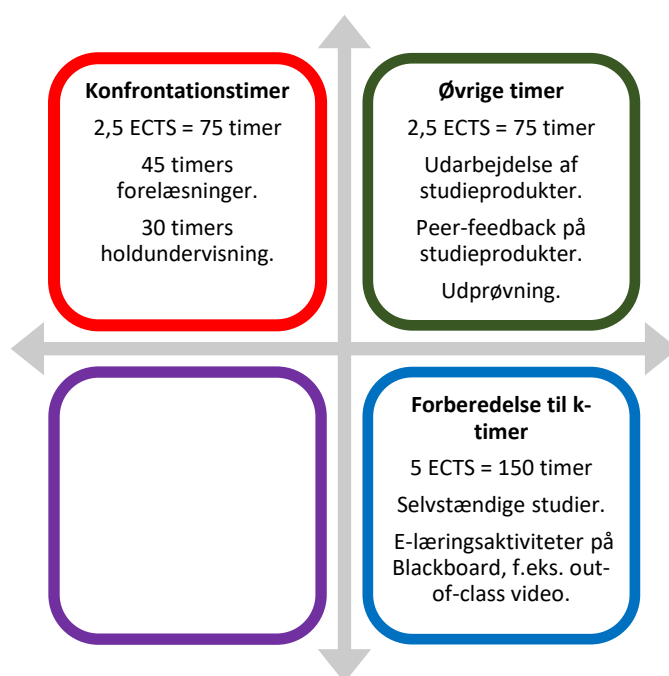 Konfrontationstimer
2,5 ECTS = 75 timer
45 timers
forelæsninger.
30 timers
holdundervisning.
Øvrige timer
2,5 ECTS = 75 timer
Udarbejdelse af
studieprodukter.
Peer-feedback på
studieprodukter.
Udprøvning.
Forberedelse til k-
timer
5 ECTS = 150 timer
Selvstændige studier.
E-læringsaktiviteter på
Blackboard, f.eks. out-
of-class video.